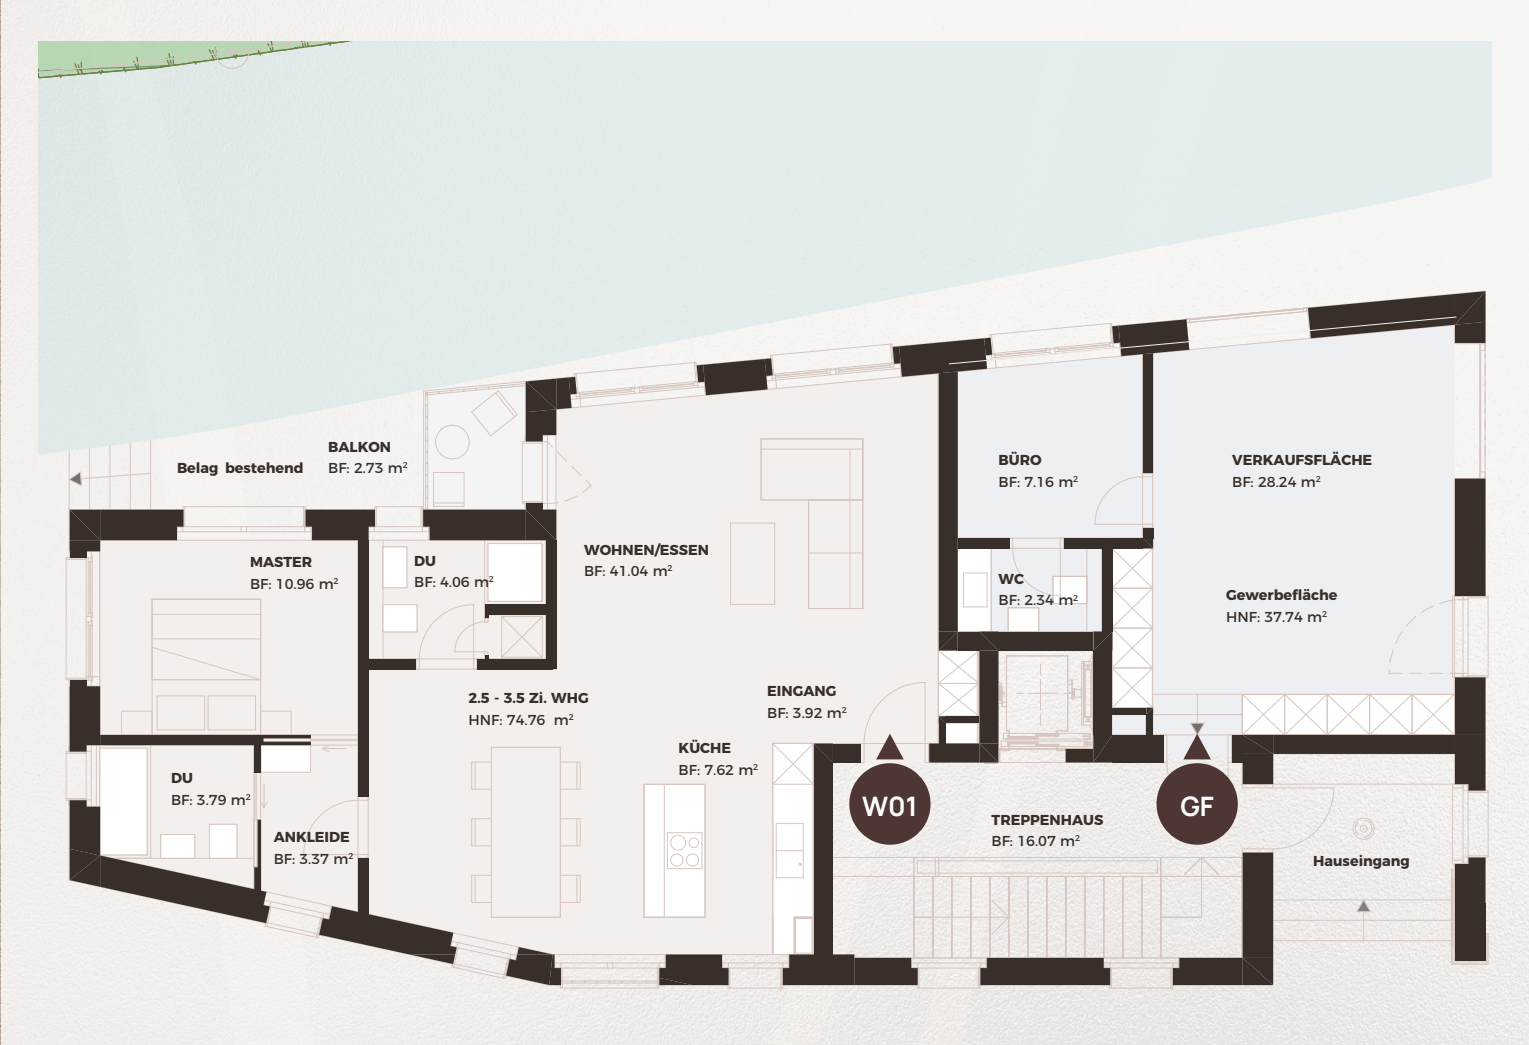 BALKON
BF: 2.73 m²
Belag bestehend
MASTER
BF: 10.96 m²
DU
BF: 4.06 m²
WOHNEN/ESSEN
BF: 41.04 m²
BÜRO
BF: 7.16 m²
VERKAUFSFLÄCHE
BF: 28.24 m²
WC
BF: 2.34 m²
Gewerbefläche
HNF: 37.74 m²
2.5 - 3.5 Zi. WHG
HNF: 74.76 m²
EINGANG
BF: 3.92 m²
KÜCHE
BF: 7.62 m²
DU
BF: 3.79 m²
ANKLEIDE
BF: 3.37 m²
W01
TREPPENHAUS
BF: 16.07 m²
GF
Hauseingang